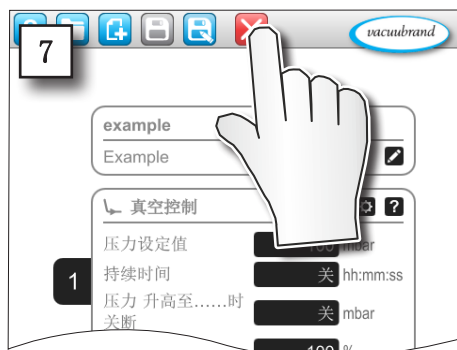 7
vacuubrand
example
Example
真空控制
?
压力设定值
mbar
1
持续时间
关 hh:mm:ss
压力 升高至……时
关断
关 mbar